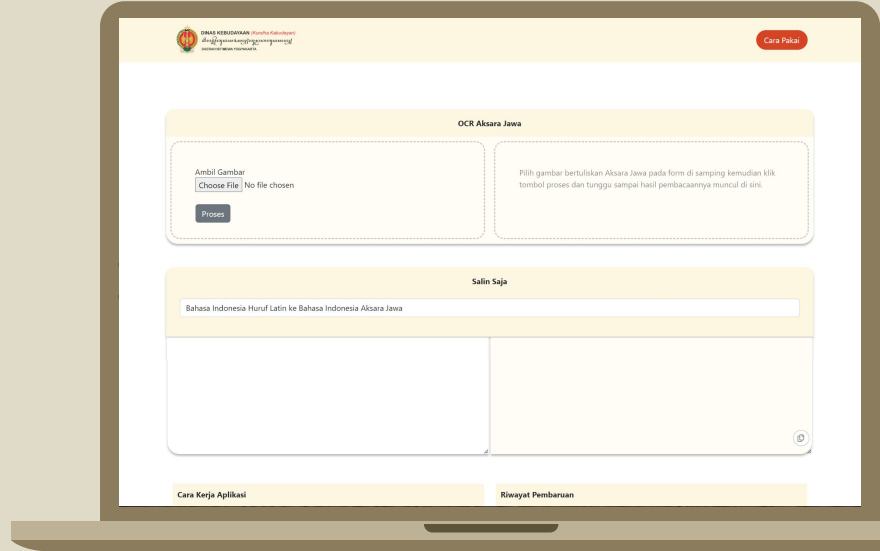 DINAS KEBUDAYAAN (Kundha Kabudayan)
DAERAH ISTIMEWA YOGYAKARTA
Cara Pakai
OCR Aksara Jawa
Ambil Gambar
Choose File No file chosen
Proses
Pilih gambar bertuliskan Aksara Jawa pada form di samping kemudian klik
tombol proses dan tunggu sampai hasil pembacaannya muncul di sini.
Salin Saja
Bahasa Indonesia Huruf Latin ke Bahasa Indonesia Aksara Jawa
Cara Kerja Aplikasi
Riwayat Pembaruan